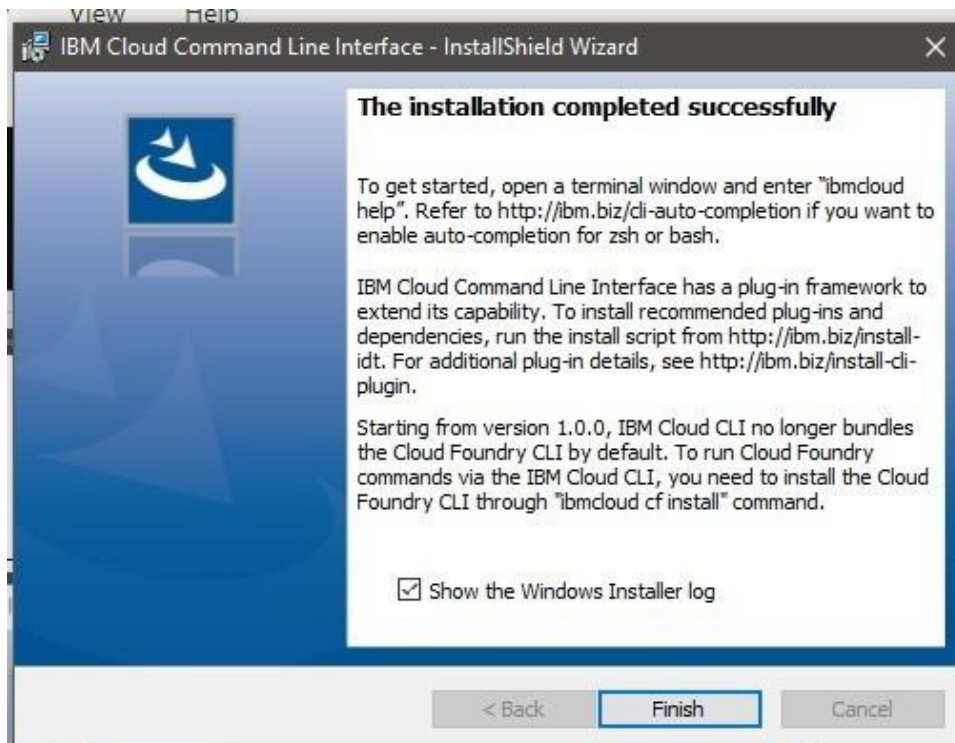 View Help
IBM Cloud Command Line Interface - InstallShield Wizard
The installation completed successfully
To get started, open a terminal window and enter "ibmcloud
help". Refer to http://ibm.biz/cli-auto-completion if you want to
enable auto-completion for zsh or bash.
IBM Cloud Command Line Interface has a plug-in framework to
extend its capability. To install recommended plug-ins and
dependencies, run the install script from http://ibm.biz/install-
idt. For additional plug-in details, see http://ibm.biz/install-cli-
plugin.
Starting from version 1.0.0, IBM Cloud CLI no longer bundles
the Cloud Foundry CLI by default. To run Cloud Foundry
commands via the IBM Cloud CLI, you need to install the Cloud
Foundry CLI through "ibmcloud cf install" command.
Show the Windows Installer log
< Back Finish Cancel